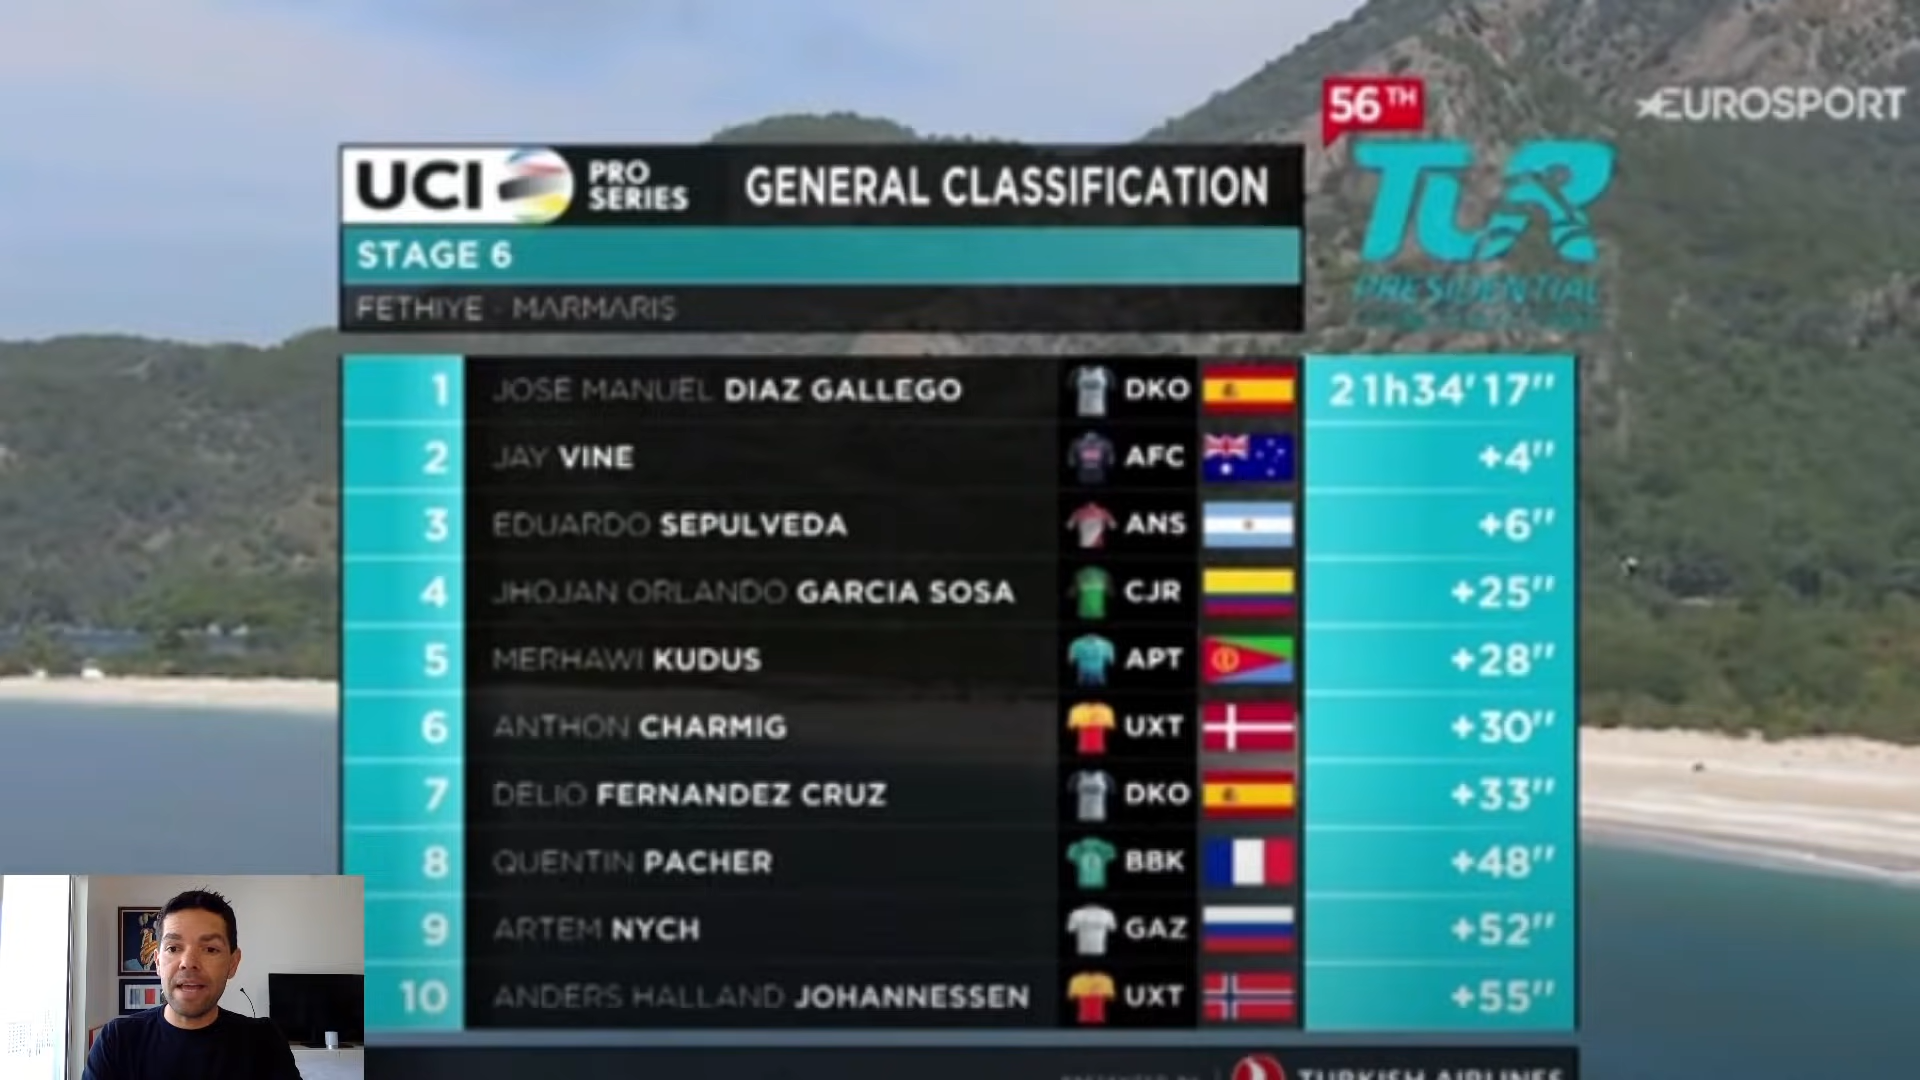 56TH
EUROSPORT
UCI PRO SERIES GENERAL CLASSIFICATION
TUR
PRESIDENTIAL
STAGE 6
FETHIYE - MARMARIS
1 JOSE MANUEL DIAZ GALLEGO DKO 21h34'17"
2 JAY VINE AFC +4"
3 EDUARDO SEPULVEDA ANS +6"
4 JHOJAN ORLANDO GARCIA SOSA CJR +25"
5 MERHAWI KUDUS APT +28"
6 ANTHON CHARMIG UXT +30"
7 DELIO FERNANDEZ CRUZ DKO +33"
8 QUENTIN PACHER BBK +48"
9 ARTEM NYCH GAZ +52"
10 ANDERS HALLAND JOHANNESSEN UXT +55"
TURKISH AIRLINES